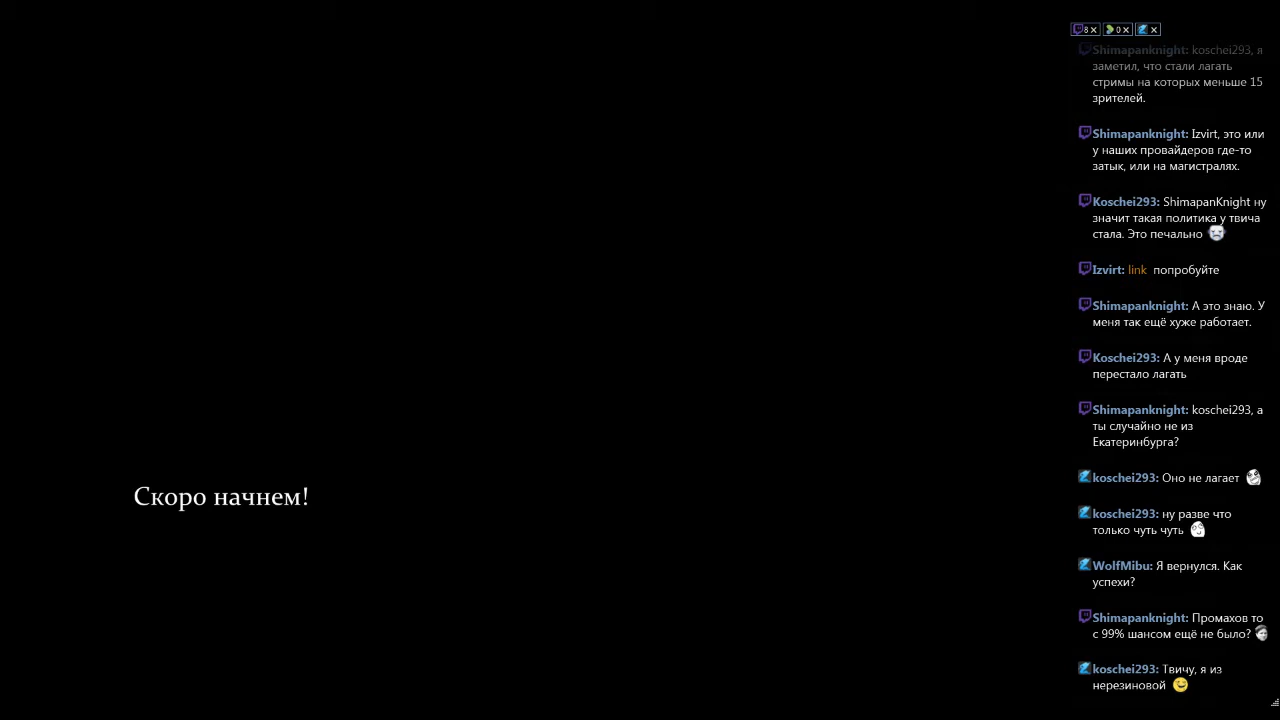 8 × 0 × ×
Shimapanknight: koschei293, я
заметил, что стали лагать
стримы на которых меньше 15
зрителей.
Shimapanknight: Izvirt, это или
у наших провайдеров где-то
затык, или на магистралях.
Koschei293: ShimapanKnight ну
значит такая политика у твича
стала. Это печально
Izvirt: link попробуйте
Shimapanknight: А это знаю. У
меня так ещё хуже работает.
Koschei293: А у меня вроде
перестало лагать
Shimapanknight: koschei293, а
ты случайно не из
Екатеринбурга?
koschei293: Оно не лагает
Скоро начнем!
koschei293: ну разве что
только чуть чуть
WolfMibu: Я вернулся. Как
успехи?
Shimapanknight: Промахов то
с 99% шансом ещё не было?
koschei293: Твичу, я из
нерезиновой